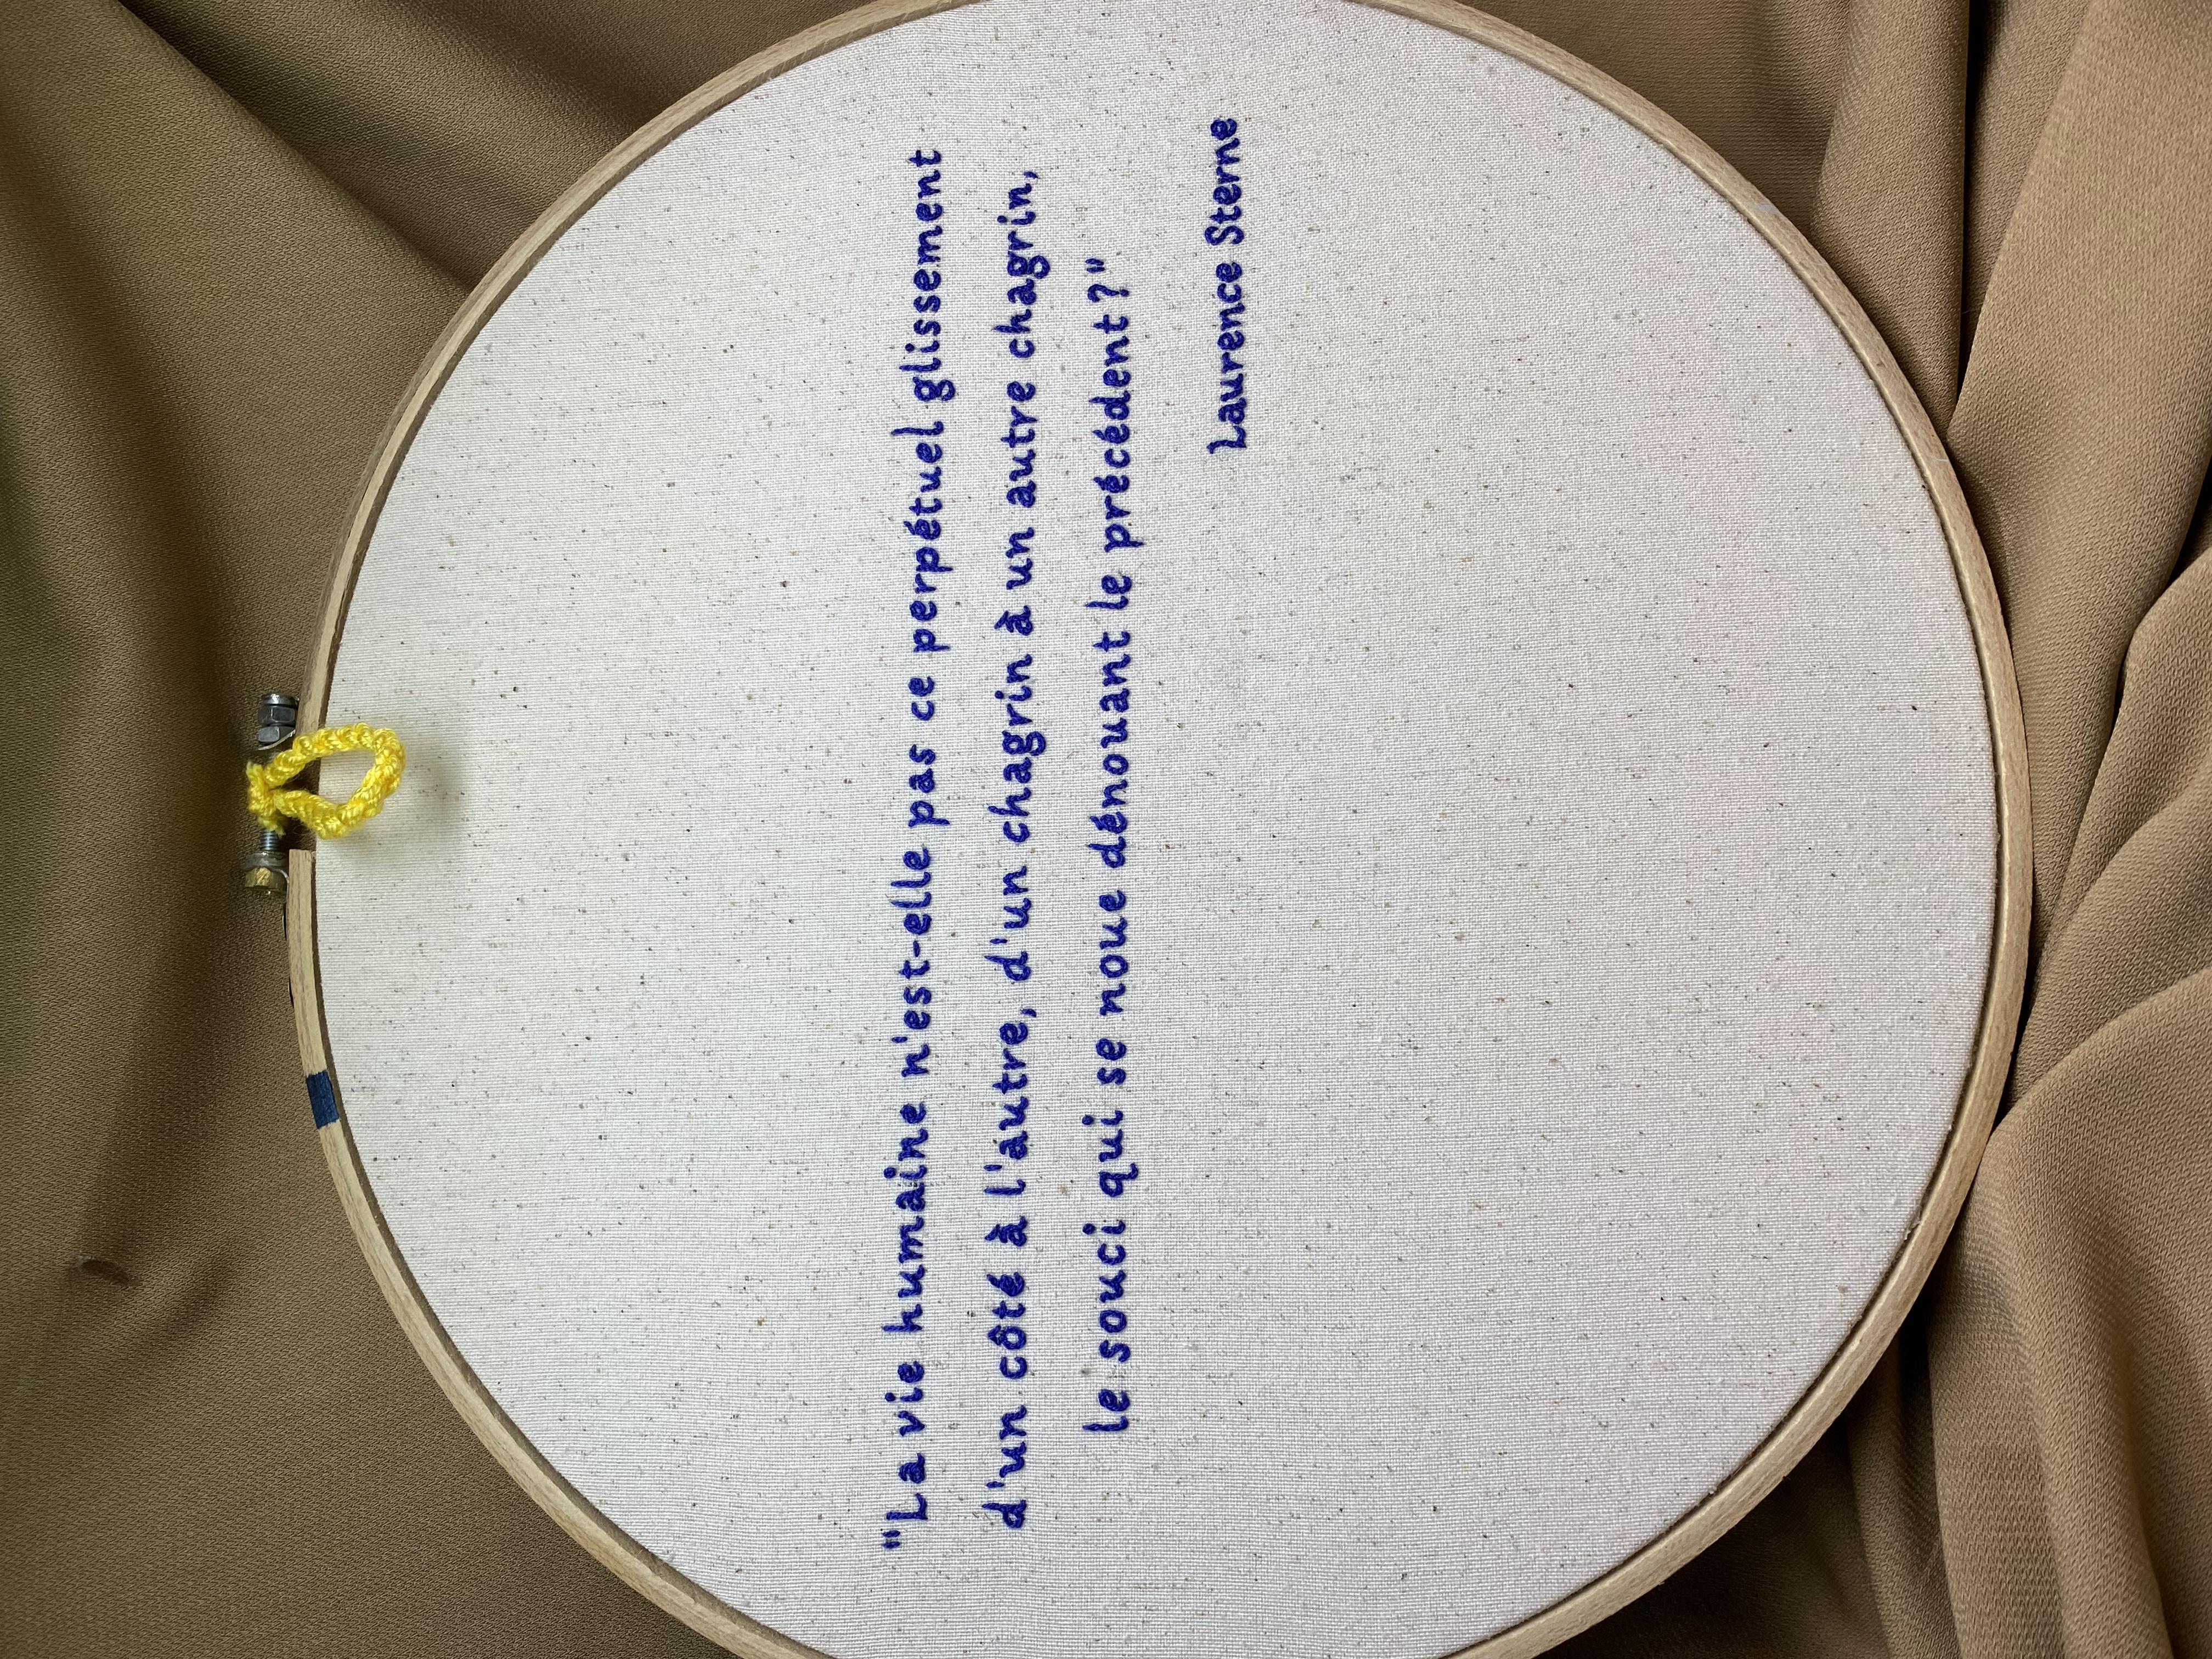 "La vie humaine n'est-elle pas ce perpétuel glissement
d'un côté à l'autre, d'un chagrin à un autre chagrin,
le souci qui se noue dénouant le précédent?"
Laurence Sterne